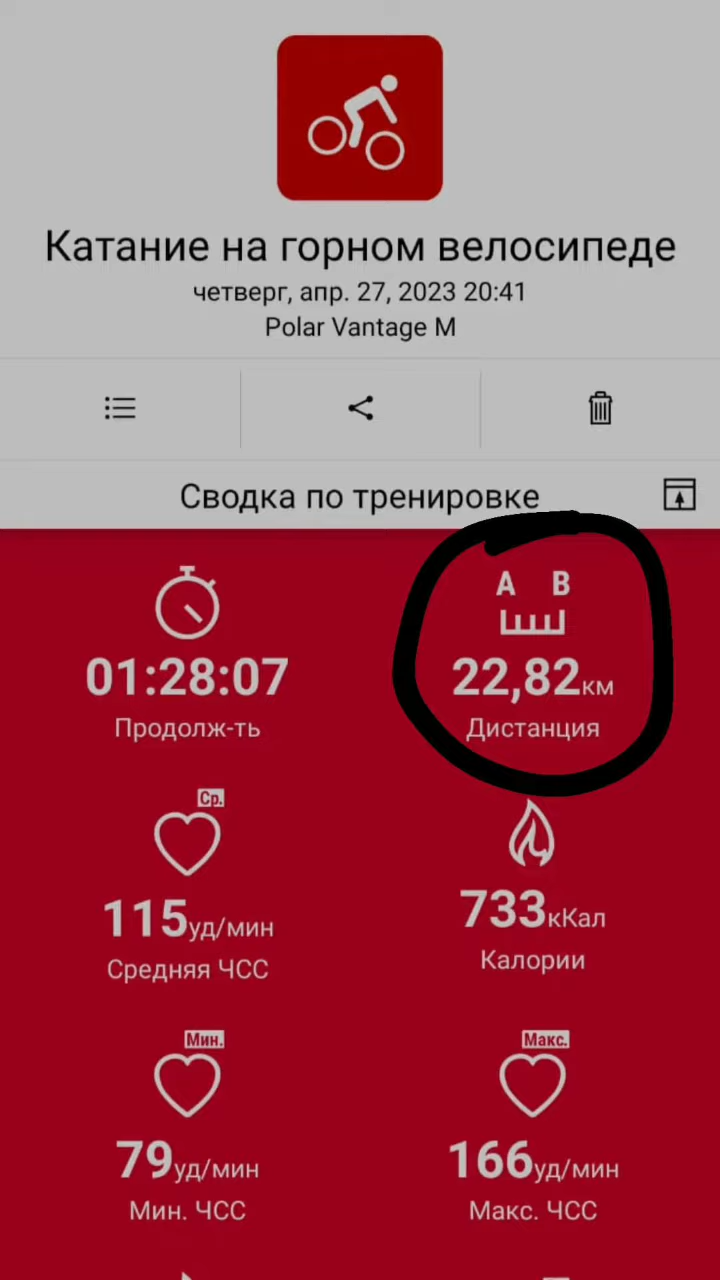 Катание на горном велосипеде
четверг, апр. 27, 2023 20:41
Polar Vantage M
Сводка по тренировке
A B
01:28:07
Продолж-ть
22,82км
Дистанция
Ср.
115уд/мин
Средняя ЧСС
733кКал
Калории
Мин.
79уд/мин
Мин. ЧСС
Макс.
166уд/мин
Макс. ЧСС